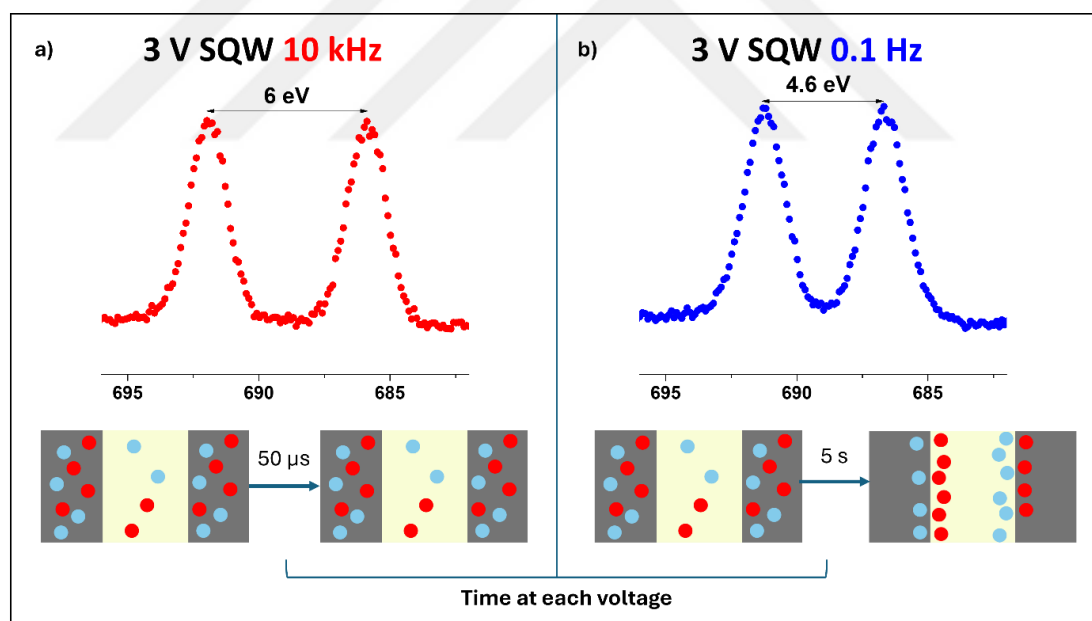 a)
3 V SQW 10 kHz
6 eV
695 690 685
50 µs
b)
3 V SQW 0.1 Hz
4.6 eV
695 690 685
5 s
Time at each voltage